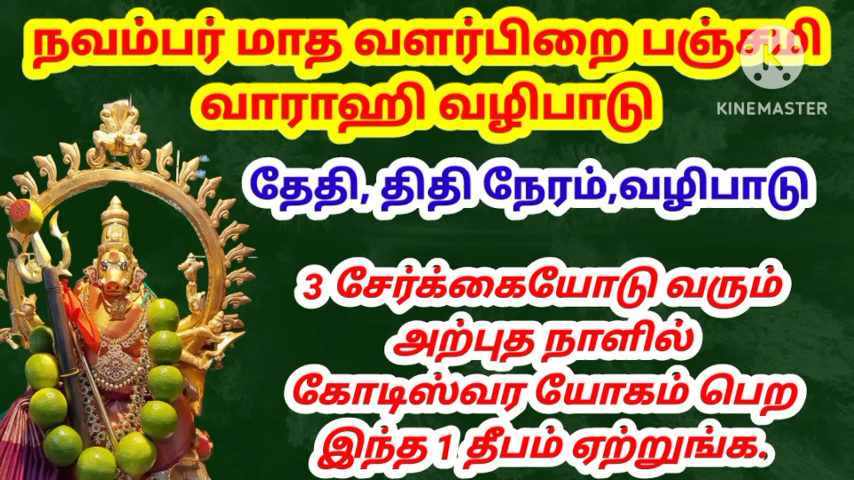 நவம்பர் மாத வளர்பிறை பஞ்சமி
வாராஹி வழிபாடு
KINEMASTER
தேதி, திதி நேரம்,வழிபாடு
3 சேர்க்கையோடு வரும்
அற்புத நாளில்
கோடிஸ்வர யோகம் பெற
இந்த 1 தீபம் ஏற்றுங்க.